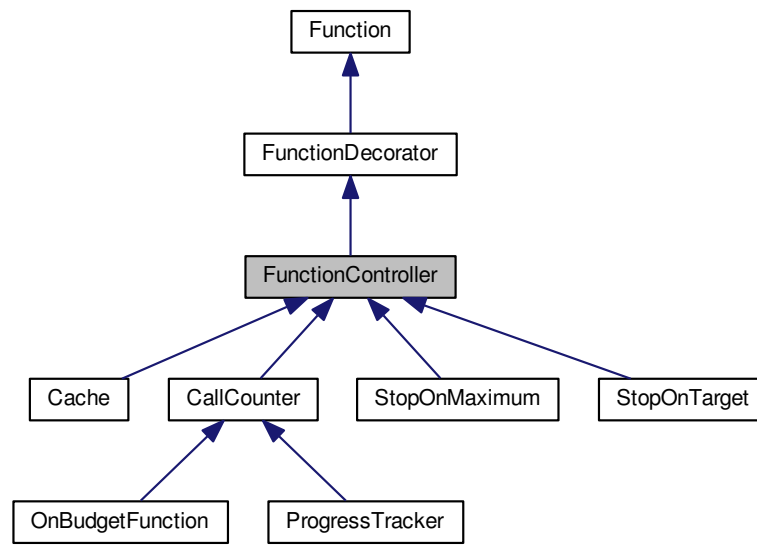 Function
FunctionDecorator
FunctionController
Cache
CallCounter
StopOnMaximum
StopOnTarget
OnBudgetFunction
ProgressTracker